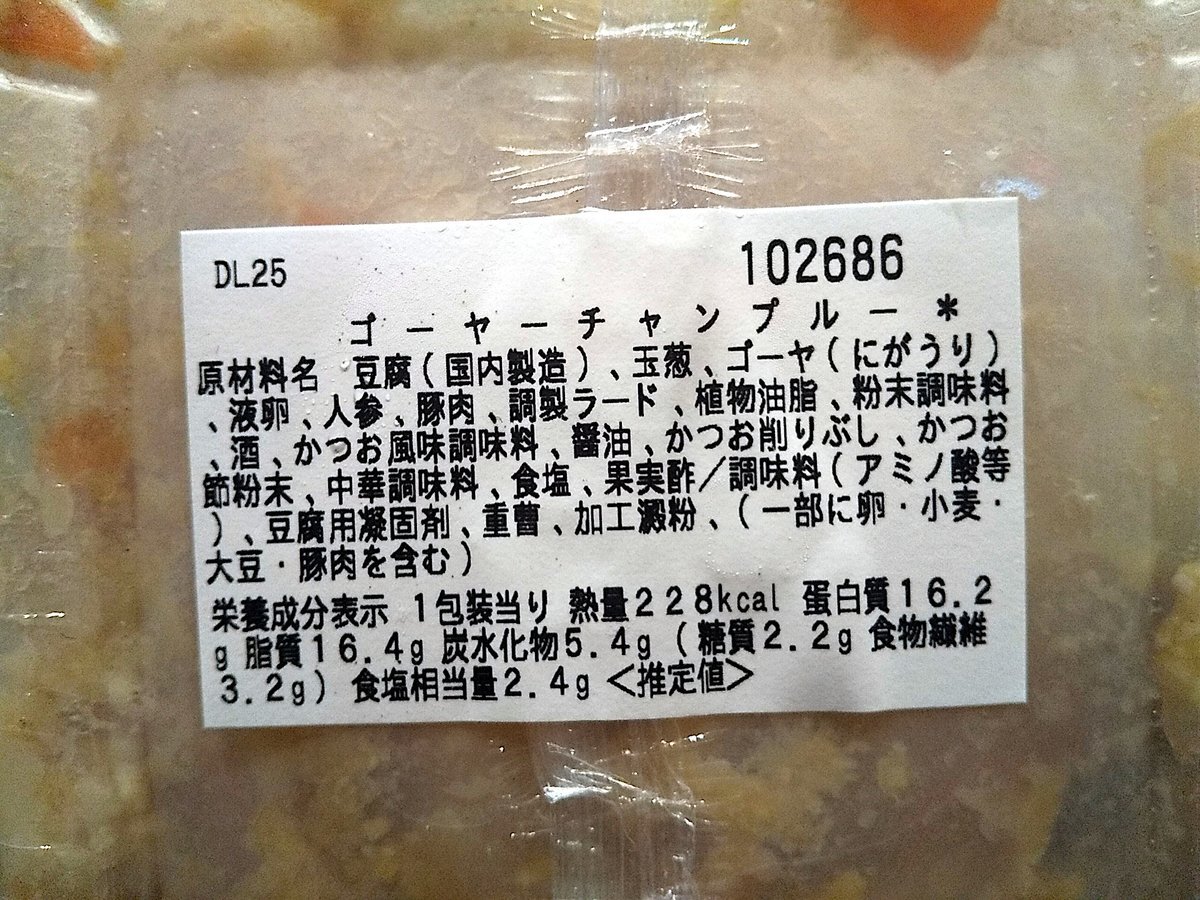 DL25 102686
ゴーヤーチャンプルー*
原材料名 豆腐(国内製造)、玉葱、ゴーヤ(にがうり)
、液卵、人参、豚肉、調製ラード、植物油脂、粉末調味料
、酒、かつお風味調味料、醤油、かつお削りぶし、かつお
節粉末、中華調味料、食塩、果実酢/調味料(アミノ酸等
)、豆腐用凝固剤、重曹、加工澱粉、(一部に卵・小麦・
大豆・豚肉を含む)
栄養成分表示 1包装当り 熱量228kcal 蛋白質16.2
g 脂質16.4g 炭水化物5.4g(糖質2.2g 食物繊維
3.2g) 食塩相当量2.4g <推定値>